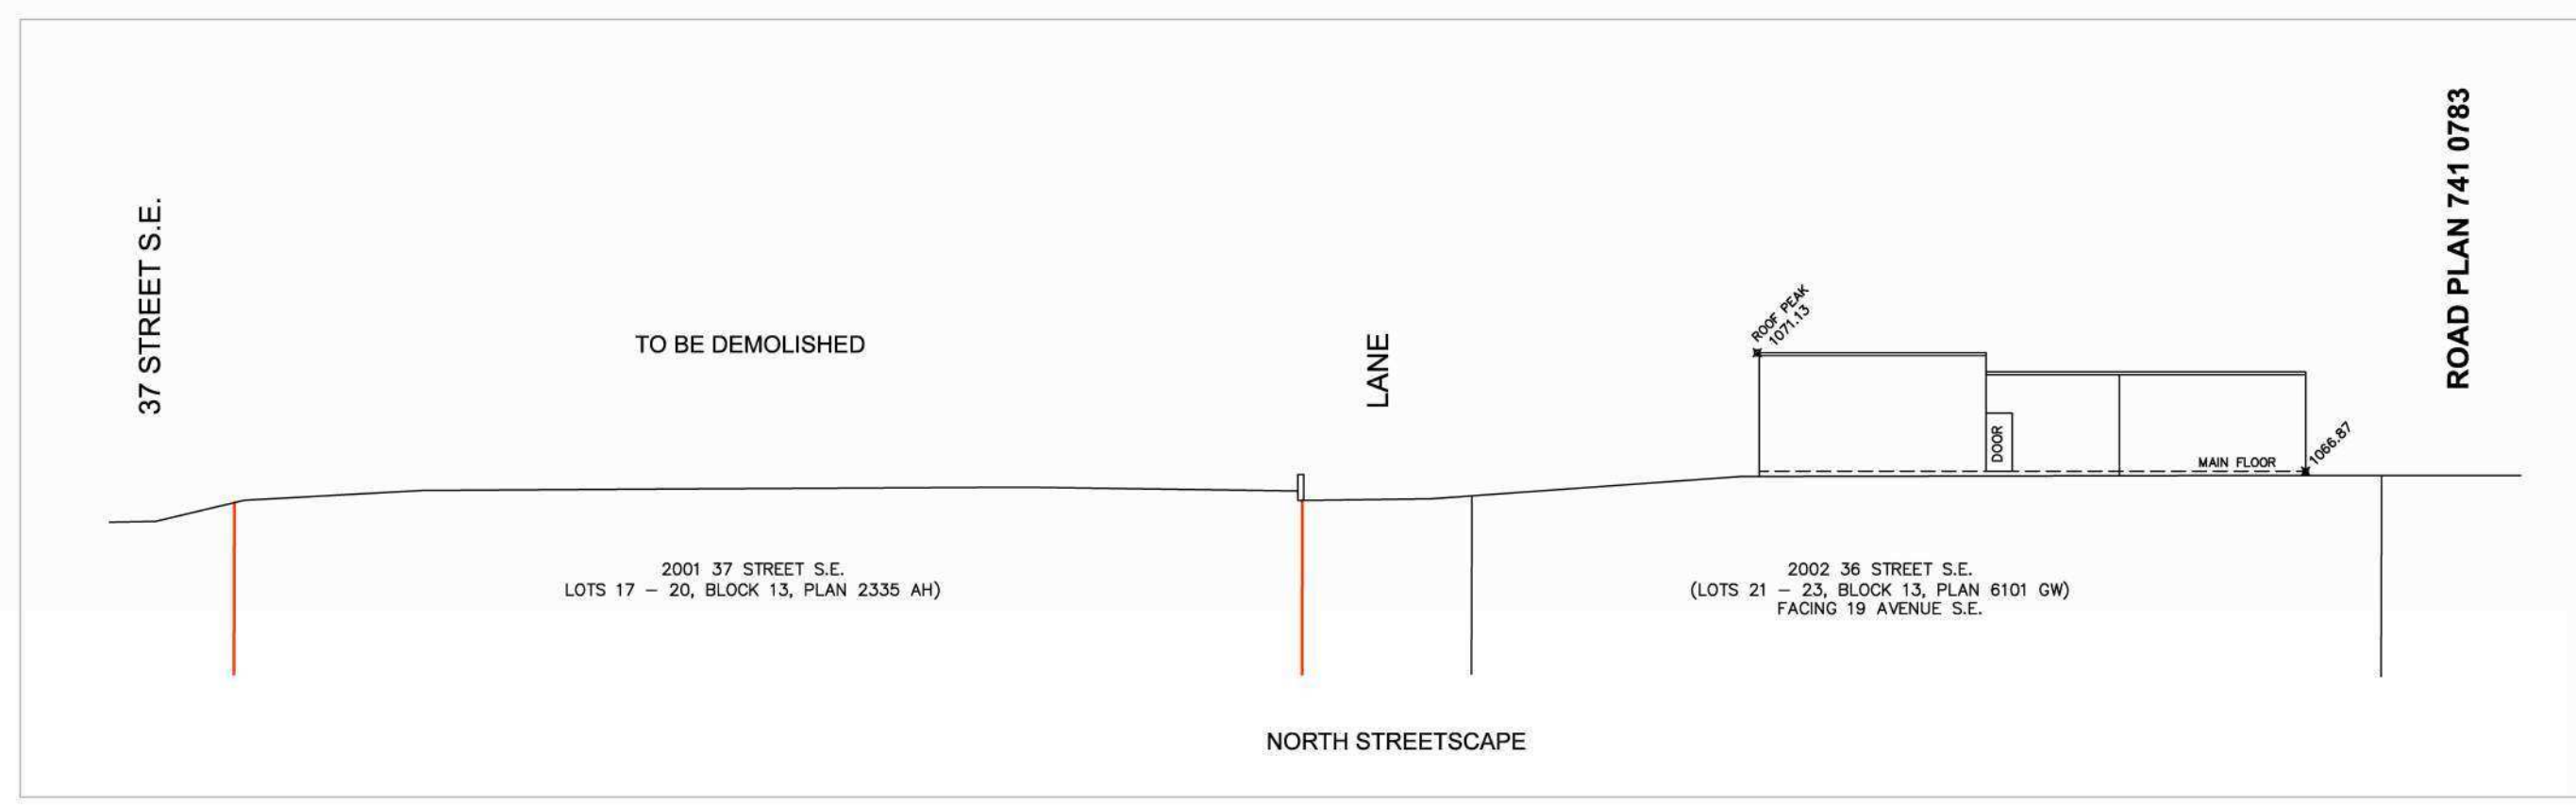 37 STREET S.E.
TO BE DEMOLISHED
LANE
ROOF PEAK
1071.13
DOOR
MAIN FLOOR
1066.87
ROAD PLAN 741 0783
2001 37 STREET S.E.
LOTS 17 – 20, BLOCK 13, PLAN 2335 AH)
2002 36 STREET S.E.
(LOTS 21 – 23, BLOCK 13, PLAN 6101 GW)
FACING 19 AVENUE S.E.
NORTH STREETSCAPE